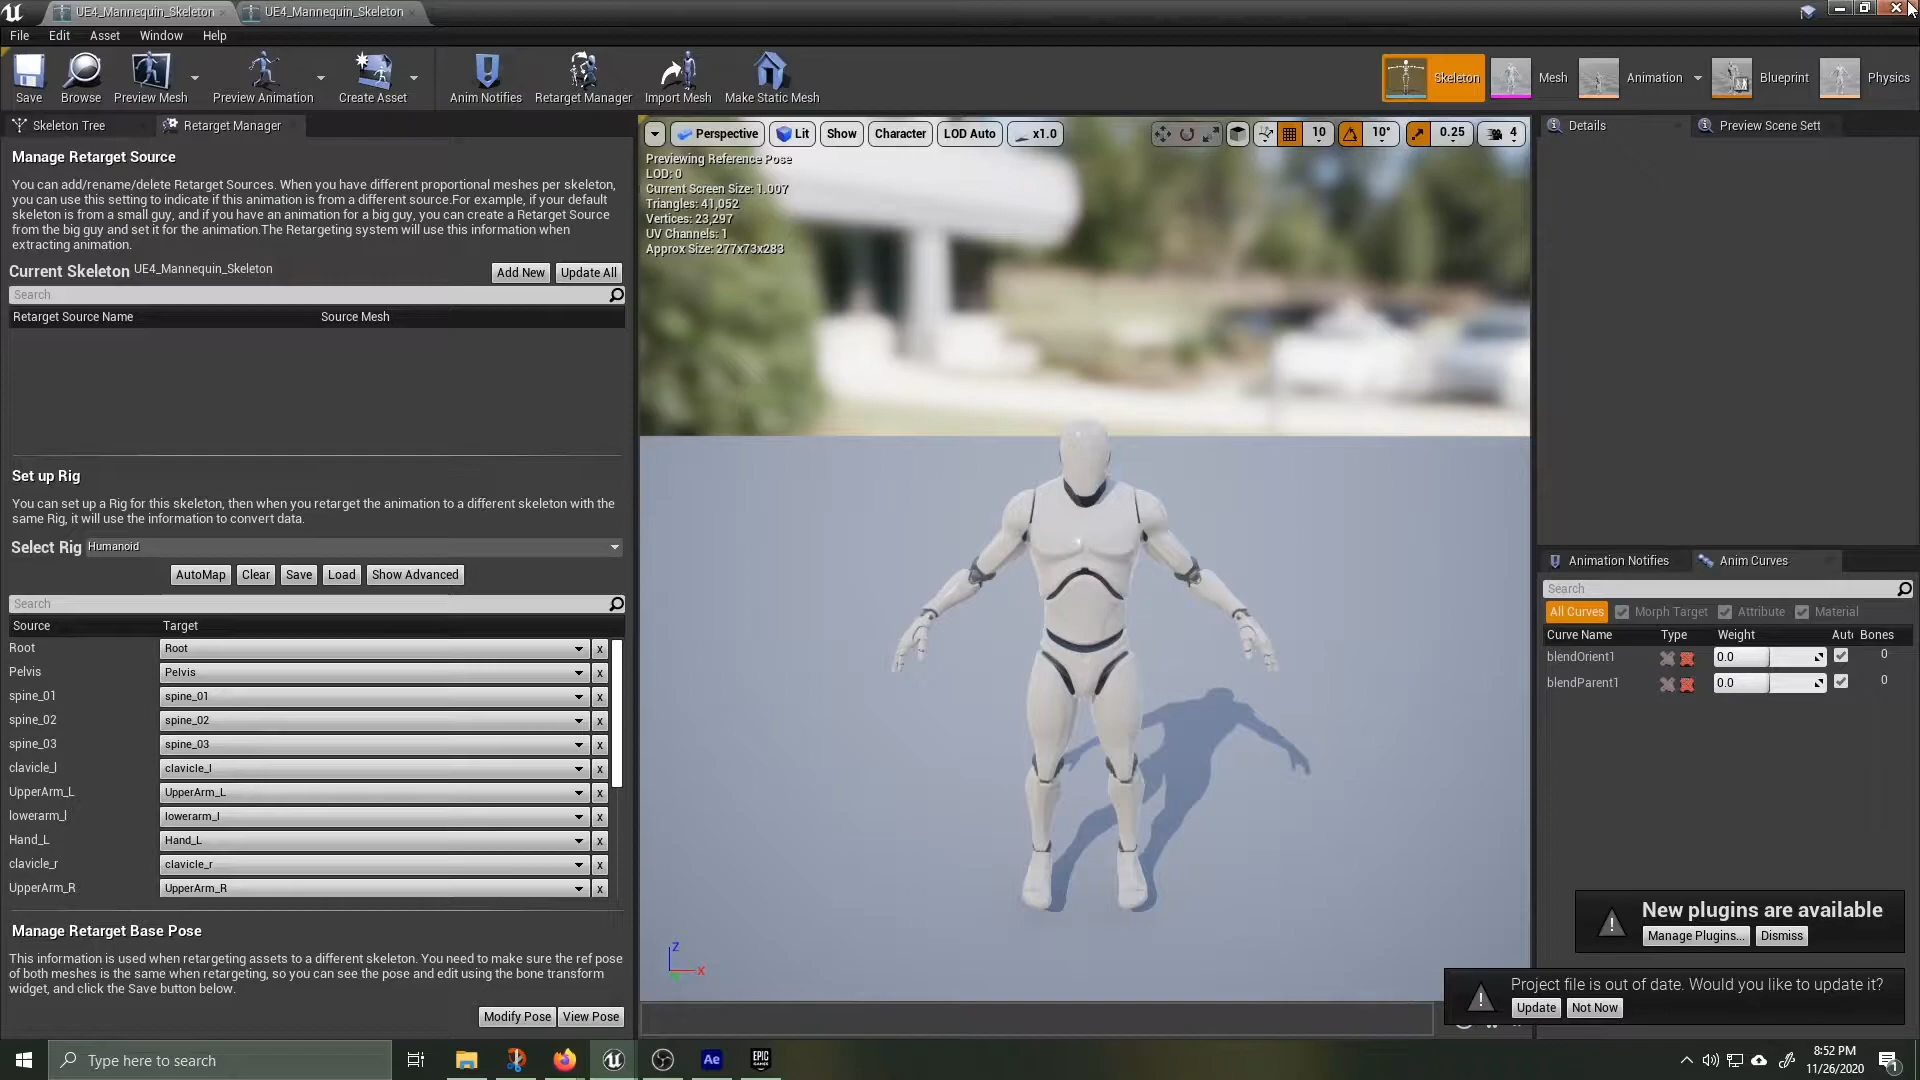 UE4_Mannequin_Skeleton
UE4_Mannequin_Skeleton
File Edit Asset Window Help
Save Browse Preview Mesh Preview Animation Create Asset Anim Notifies Retarget Manager Import Mesh Make Static Mesh
Skeleton Mesh Animation Blueprint Physics
Skeleton Tree Retarget Manager
Manage Retarget Source
You can add/rename/delete Retarget Sources. When you have different proportional meshes per skeleton,
you can use this setting to indicate if this animation is from a different source.For example, if your default
skeleton is from a small guy, and if you have an animation for a big guy, you can create a Retarget Source
from the big guy and set it for the animation.The Retargeting system will use this information when
extracting animation.
Current Skeleton UE4_Mannequin_Skeleton
Add New Update All
Search
Retarget Source Name Source Mesh
Set up Rig
You can set up a Rig for this skeleton, then when you retarget the animation to a different skeleton with the
same Rig, it will use the information to convert data.
Select Rig Humanoid
AutoMap Clear Save Load Show Advanced
Search
Source Target
Root Root x
Pelvis Pelvis x
spine_01 spine_01 x
spine_02 spine_02 x
spine_03 spine_03 x
clavicle_l clavicle_l x
UpperArm_L UpperArm_L x
lowerarm_l lowerarm_l x
Hand_L Hand_L x
clavicle_r clavicle_r x
UpperArm_R UpperArm_R x
Manage Retarget Base Pose
This information is used when retargeting assets to a different skeleton. You need to make sure the ref pose
of both meshes is the same when retargeting, so you can see the pose and edit using the bone transform
widget, and click the Save button below.
Modify Pose View Pose
Perspective Lit Show Character LOD Auto x1.0 10 10° 0.25 4
Previewing Reference Pose
LOD: 0
Current Screen Size: 1.007
Triangles: 41,052
Vertices: 23,297
UV Channels: 1
Approx Size: 277x73x283
Z
X
Details Preview Scene Sett
Animation Notifies Anim Curves
Search
All Curves Morph Target Attribute Material
Curve Name Type Weight Aut Bones
blendOrient1 0.0 0
blendParent1 0.0 0
New plugins are available
Manage Plugins... Dismiss
Project file is out of date. Would you like to update it?
Update Not Now
Type here to search
Ae
EPIC GAMES
8:52 PM
11/26/2020
1